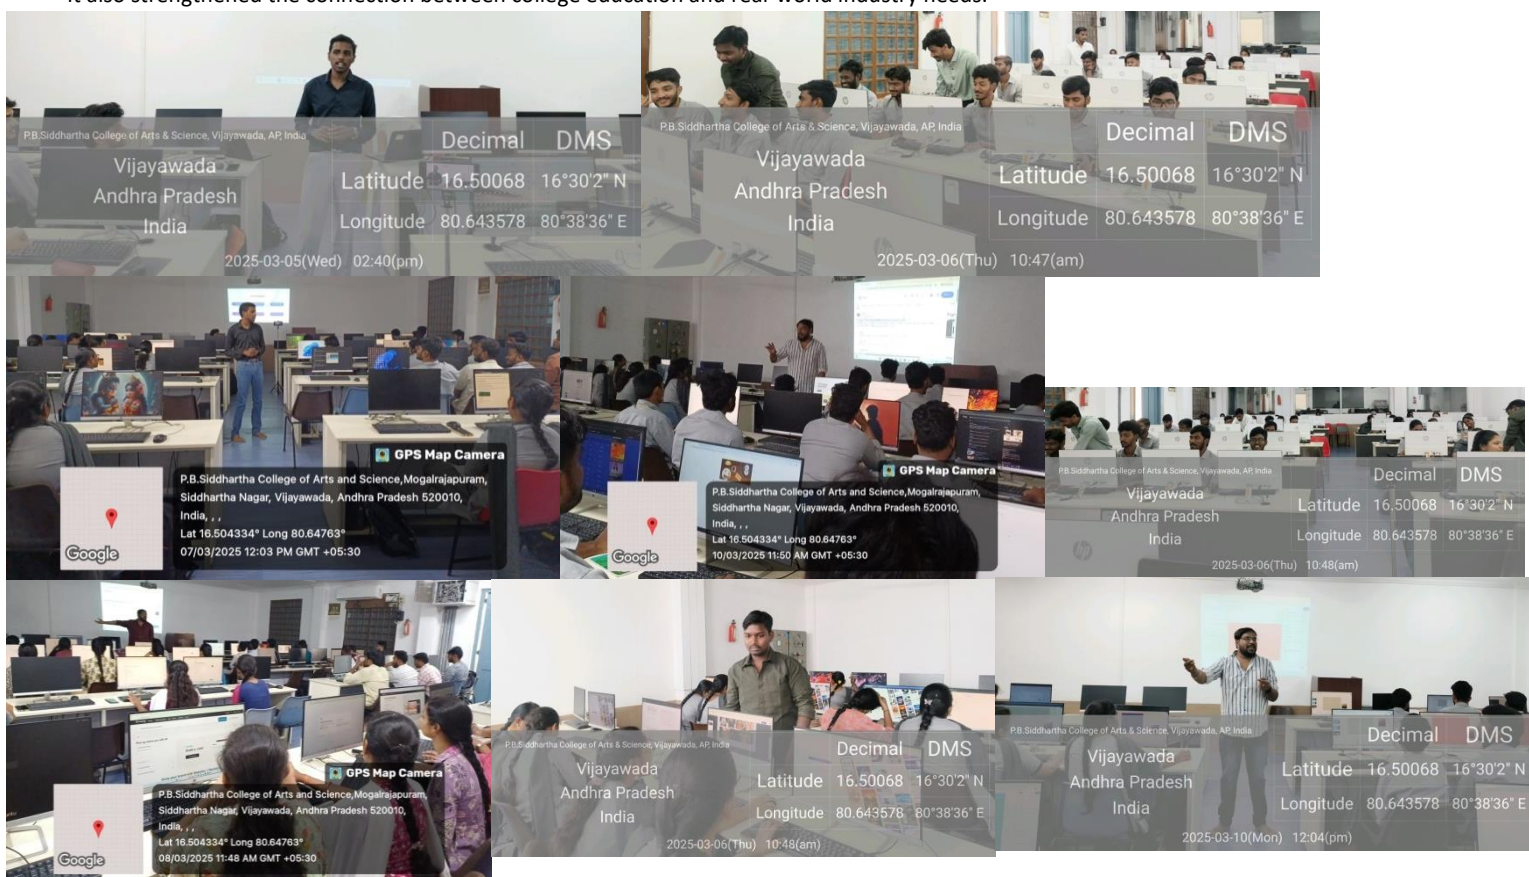 It also strengthened the connection between college education and real-world industry needs.
P.B.Siddhartha College of Arts & Science, Vijayawada, AP, India
Vijayawada
Andhra Pradesh
India
Decimal DMS
Latitude 16.50068 16°30'2" N
Longitude 80.643578 80°38'36" E
2025-03-05(Wed) 02:40(pm)
P.B.Siddhartha College of Arts & Science, Vijayawada, AP, India
Vijayawada
Andhra Pradesh
India
Decimal DMS
Latitude 16.50068 16°30'2" N
Longitude 80.643578 80°38'36" E
2025-03-06(Thu) 10:47(am)
GPS Map Camera
P.B.Siddhartha College of Arts and Science,Mogalrajapuram,
Siddhartha Nagar, Vijayawada, Andhra Pradesh 520010,
India, , ,
Lat 16.504334° Long 80.64763°
07/03/2025 12:03 PM GMT +05:30
Google
GPS Map Camera
P.B.Siddhartha College of Arts and Science,Mogalrajapuram,
Siddhartha Nagar, Vijayawada, Andhra Pradesh 520010,
India, , ,
Lat 16.504334° Long 80.64763°
10/03/2025 11:50 AM GMT +05:30
Google
P.B.Siddhartha College of Arts & Science, Vijayawada, AP, India
Vijayawada
Andhra Pradesh
India
Decimal DMS
Latitude 16.50068 16°30'2" N
Longitude 80.643578 80°38'36" E
2025-03-06(Thu) 10:48(am)
GPS Map Camera
P.B.Siddhartha College of Arts and Science,Mogalrajapuram,
Siddhartha Nagar, Vijayawada, Andhra Pradesh 520010,
India, , ,
Lat 16.504334° Long 80.64763°
08/03/2025 11:48 AM GMT +05:30
Google
P.B.Siddhartha College of Arts & Science, Vijayawada, AP, India
Vijayawada
Andhra Pradesh
India
Decimal DMS
Latitude 16.50068 16°30'2" N
Longitude 80.643578 80°38'36" E
2025-03-06(Thu) 10:48(am)
P.B.Siddhartha College of Arts & Science, Vijayawada, AP, India
Vijayawada
Andhra Pradesh
India
Decimal DMS
Latitude 16.50068 16°30'2" N
Longitude 80.643578 80°38'36" E
2025-03-10(Mon) 12:04(pm)